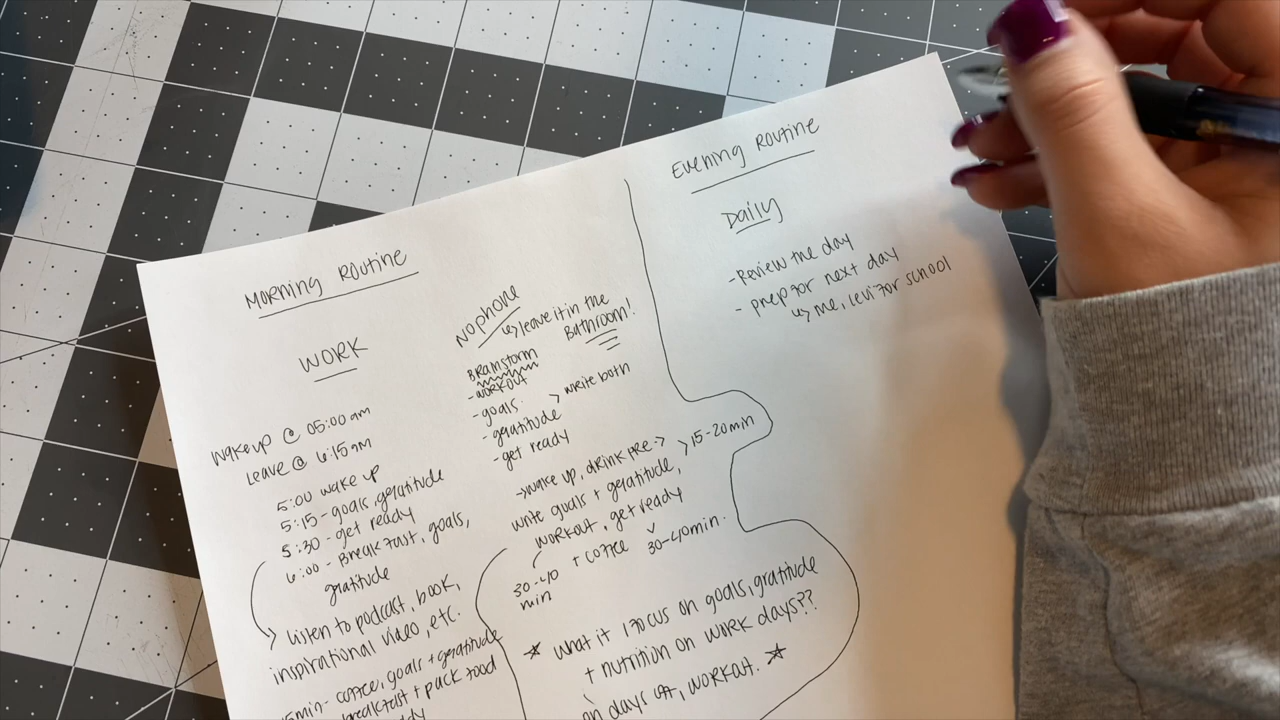 Morning Routine
WORK
wake up @ 05:00 am
Leave @ 6:15 am
5:00 wake up
5:15 - goals, geratitude
5:30 - get ready
6:00 - Breakfast, goals,
gratitude
Listen to podcast, book,
inspirational video, etc.
15min - coffee, goals + geratitude
breakfast + pack food
No phone
↳ leave it in the
Bathroom!
BRAINSTORM
- workout
- goals
- geratitude > write both
- get ready
→ wake up, drink pre → > 15-20 min
write goals + geratitude,
workout, get ready
30-40 min + coffee 30-40 min.
★ what if I focus on goals, gratitude
+ nutrition on work days??
on days off, workout. ★
Evening Routine
Daily
- Review the day
- prep for next day
↳ me, levi for school